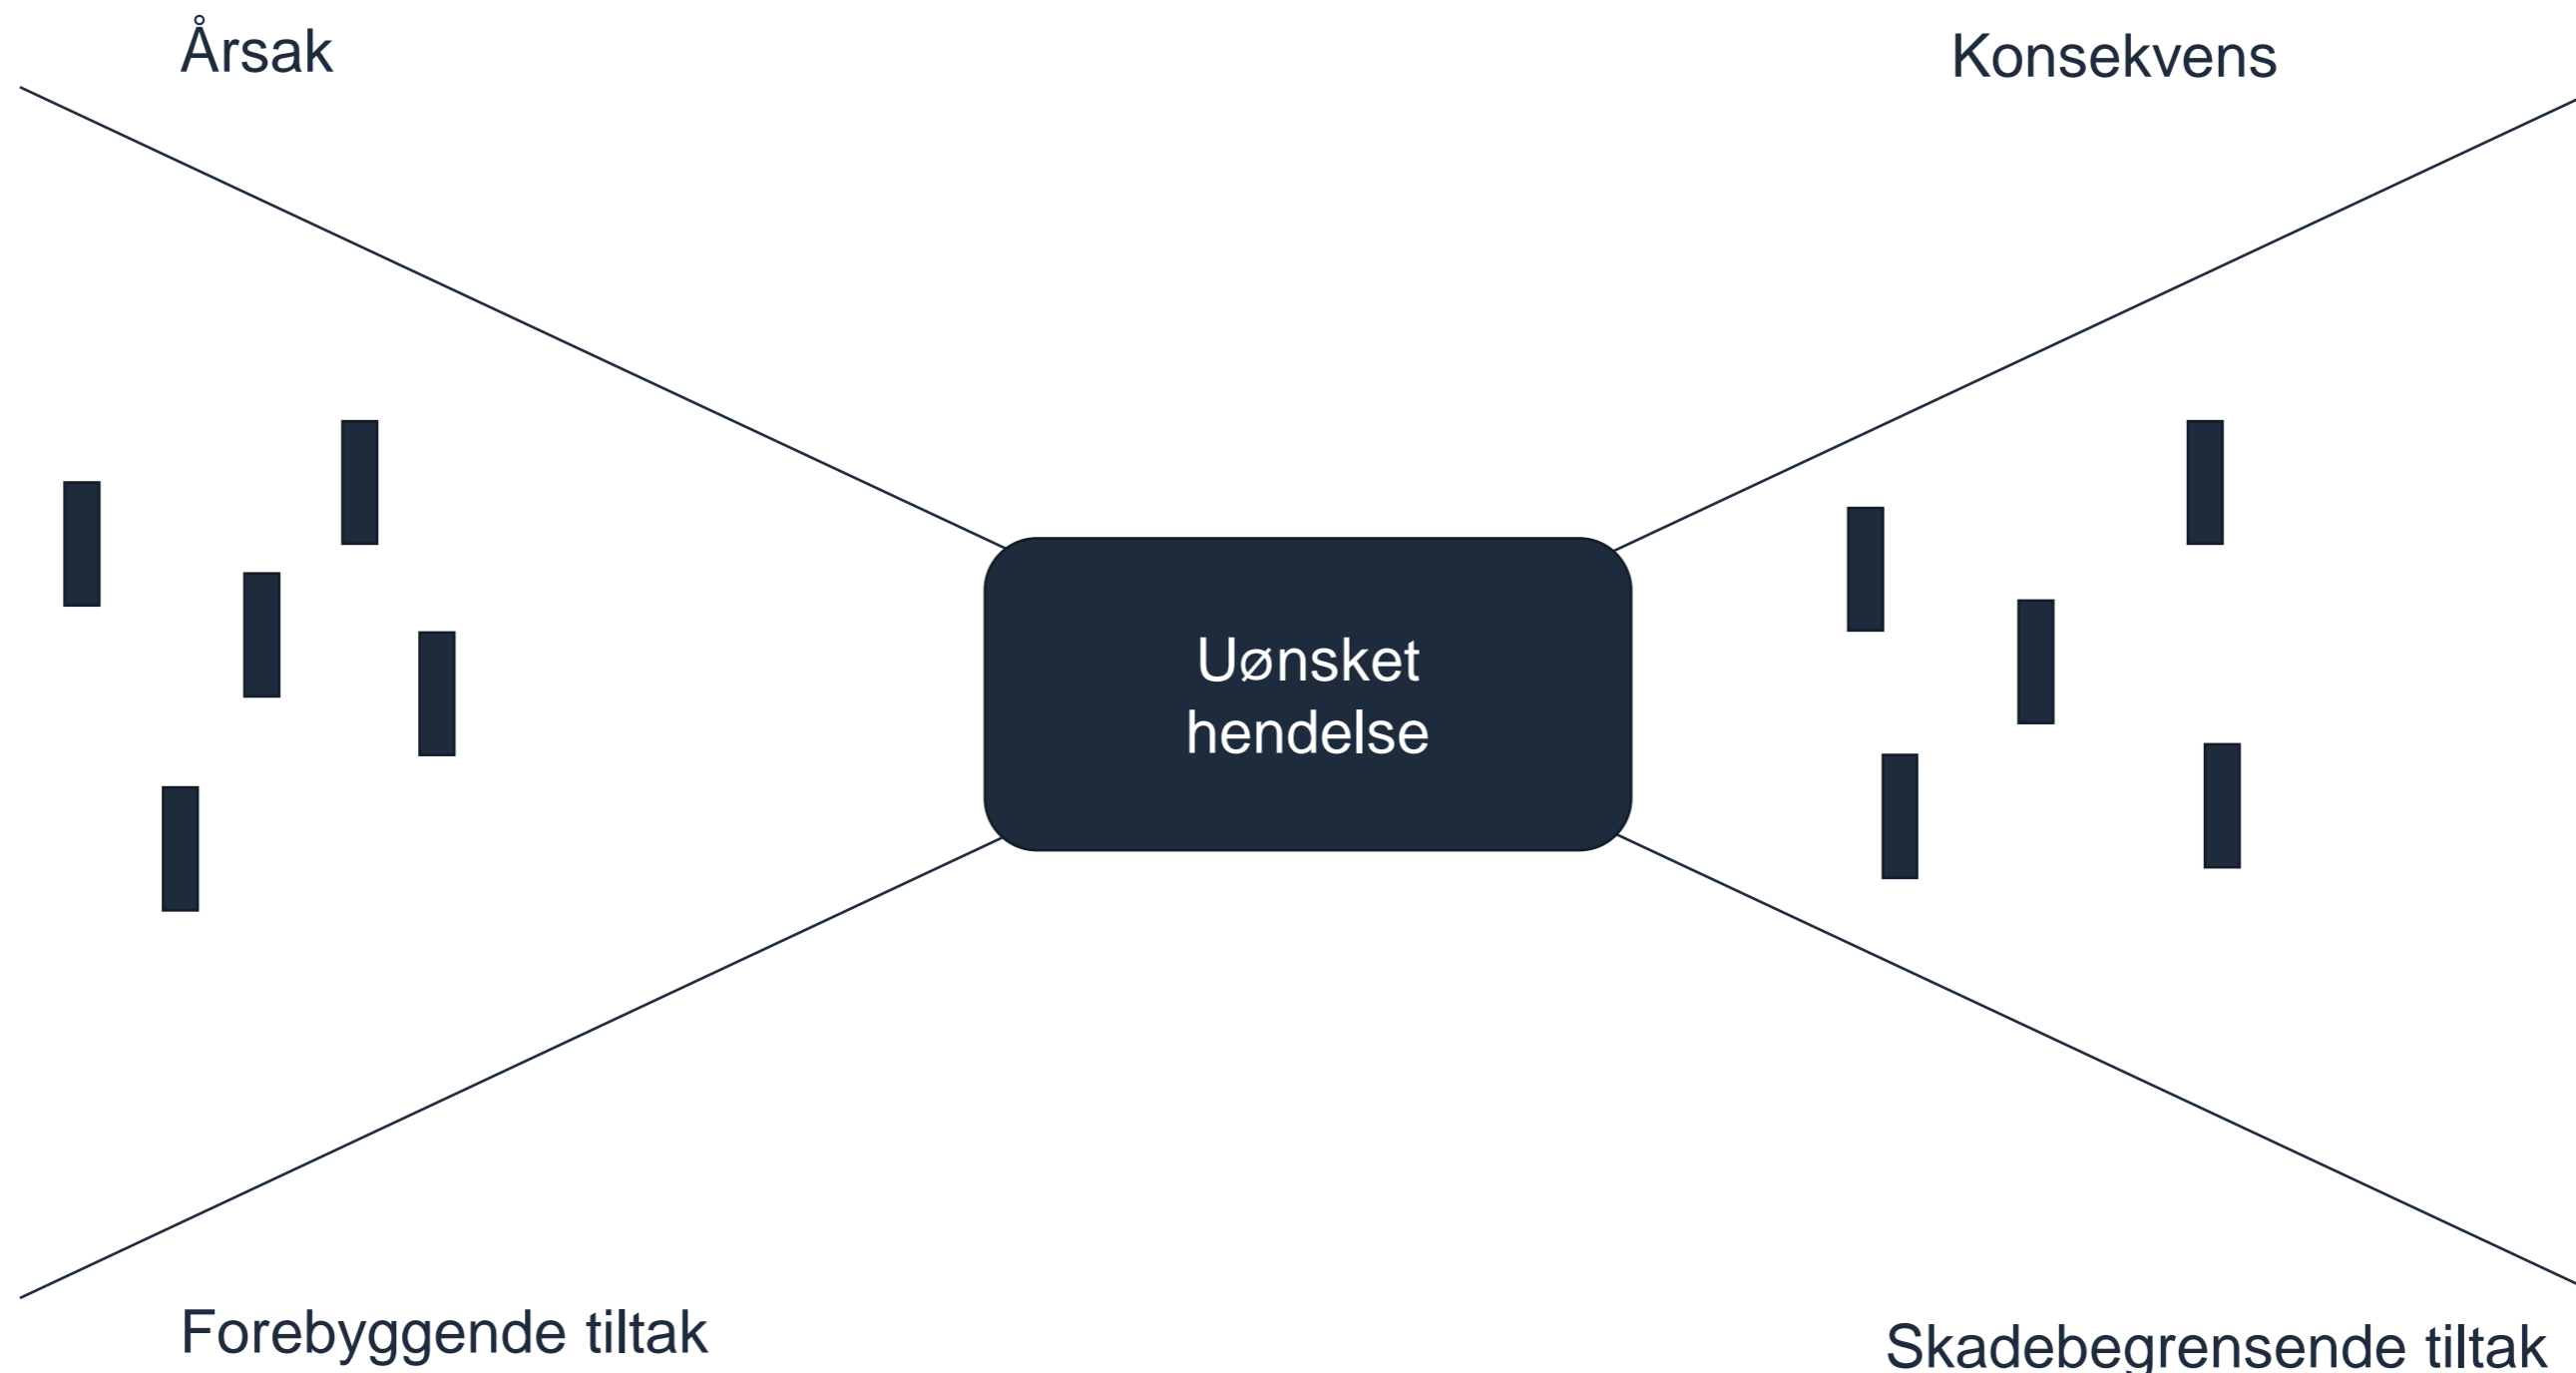 Årsak
Konsekvens
Uønsket
hendelse
Forebyggende tiltak
Skadebegrensende tiltak